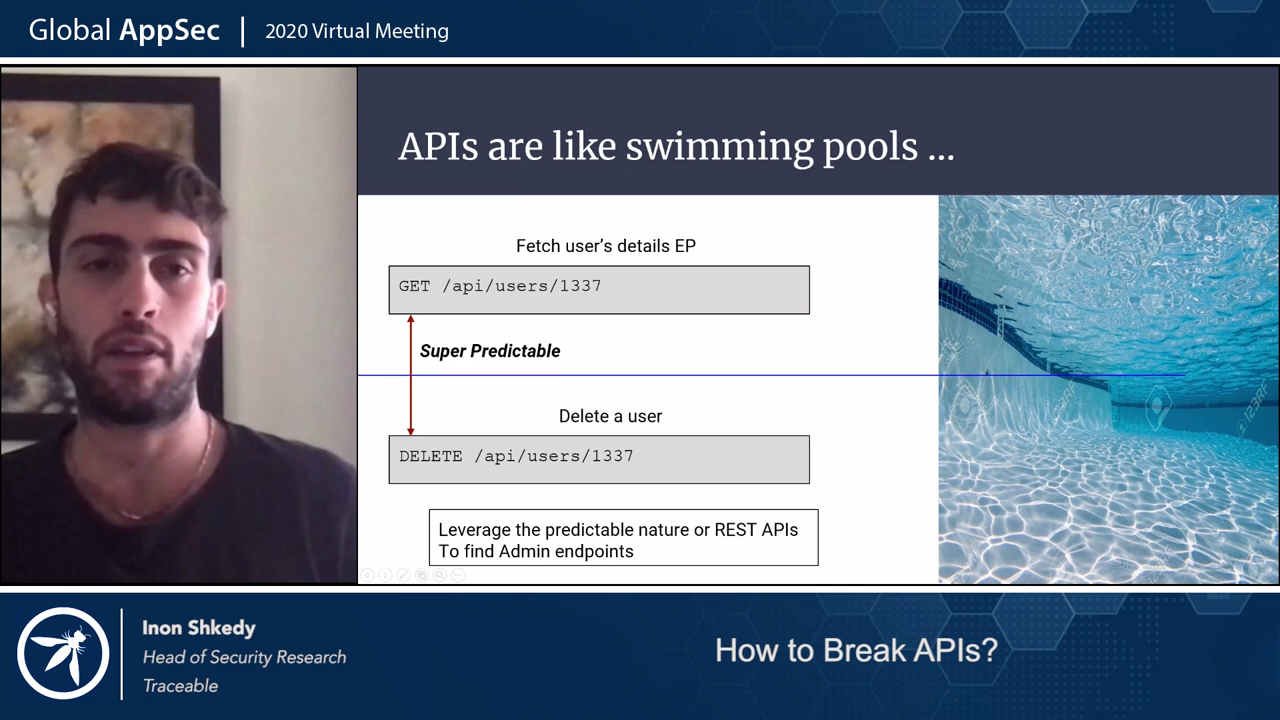 Global AppSec | 2020 Virtual Meeting
APIs are like swimming pools ...
Fetch user's details EP
GET /api/users/1337
Super Predictable
Delete a user
DELETE /api/users/1337
Leverage the predictable nature or REST APIs
To find Admin endpoints
123RF
123RF
Inon Shkedy
Head of Security Research
Traceable
How to Break APIs?